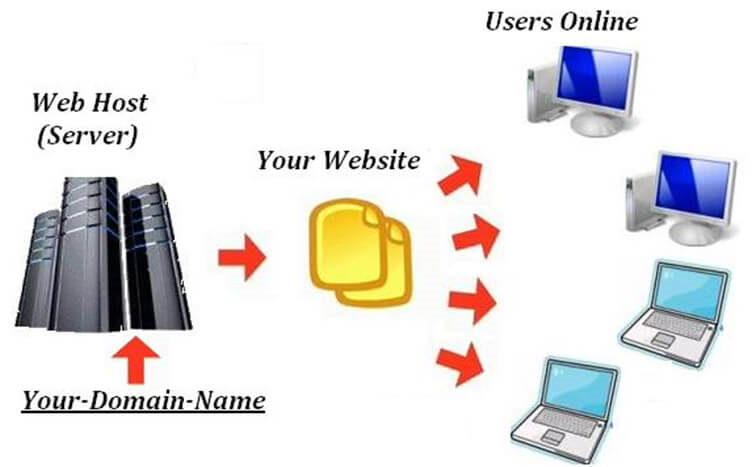 Users Online
Web Host
(Server)
Your Website
Your-Domain-Name